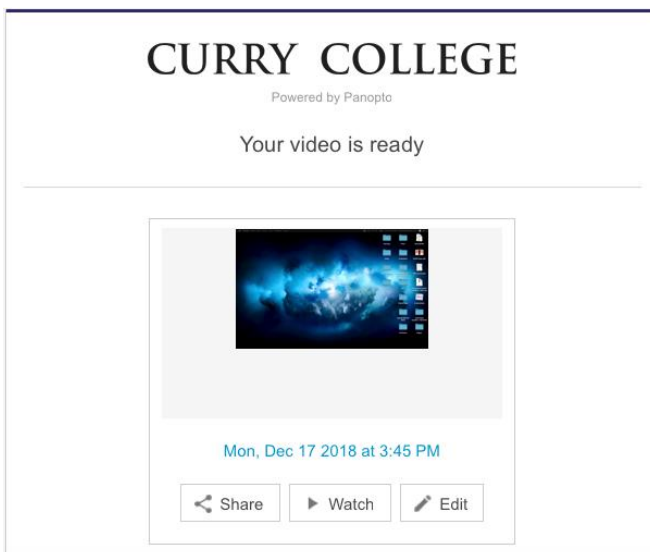 CURRY COLLEGE
Powered by Panopto
Your video is ready
Mon, Dec 17 2018 at 3:45 PM
Share
Watch
Edit